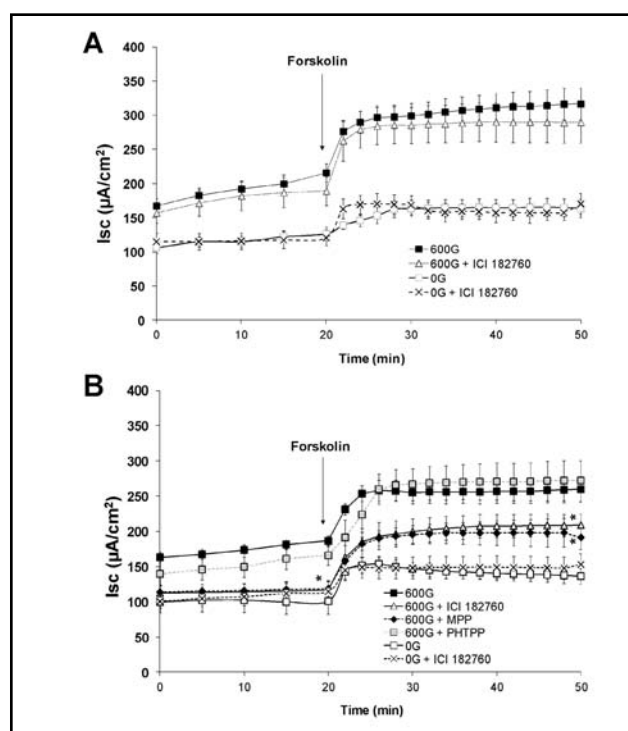 A
400
350
300
250
200
150
100
50
0
Isc (µA/cm²)
Forskolin
600G
600G + ICI 182760
0G
0G + ICI 182760
0 10 20 30 40 50
Time (min)
B
400
350
300
250
200
150
100
50
0
Isc (µA/cm²)
Forskolin
*
*
*
600G
600G + ICI 182760
600G + MPP
600G + PHTPP
0G
0G + ICI 182760
0 10 20 30 40 50
Time (min)